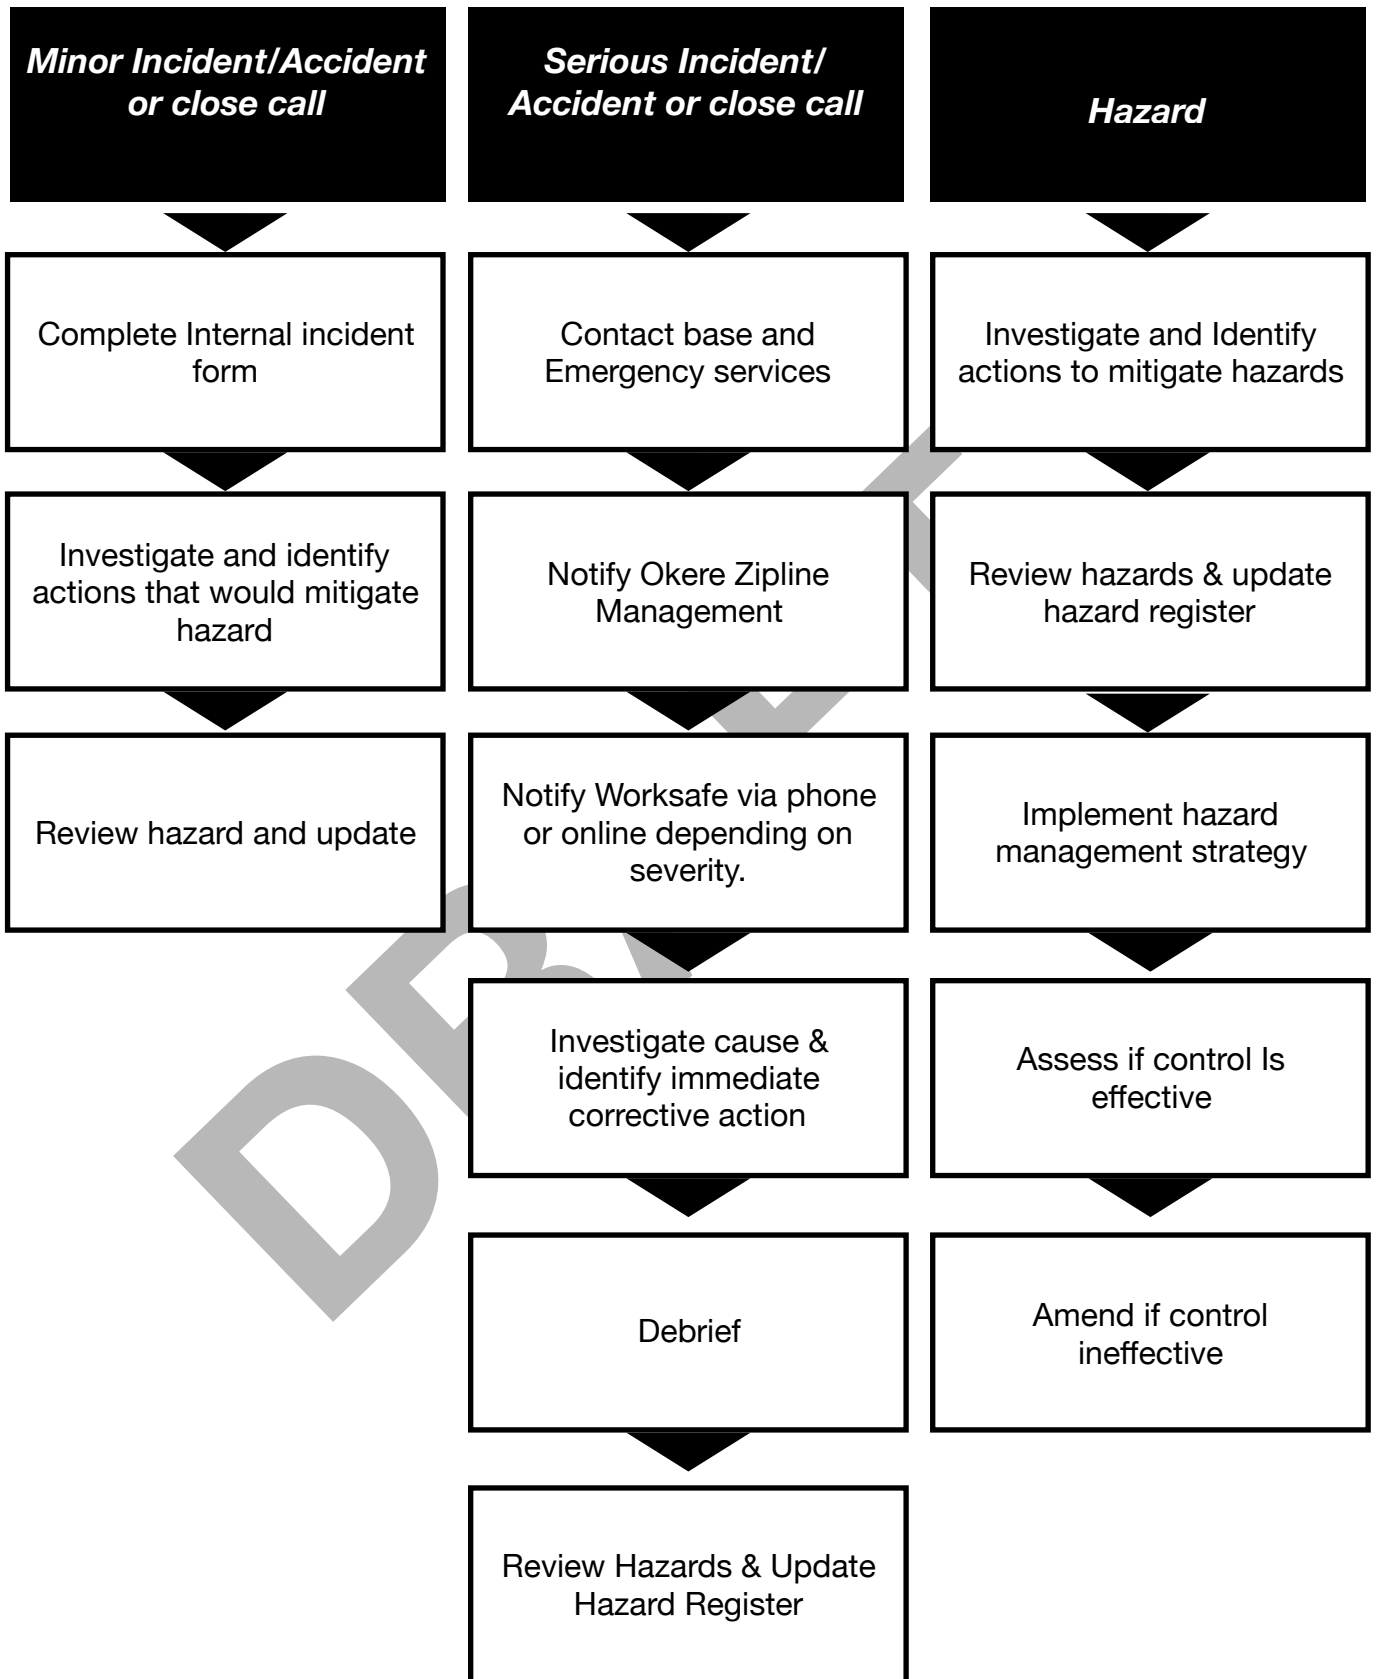 Minor Incident/Accident
or close call
Complete Internal incident
form
Investigate and identify
actions that would mitigate
hazard
Review hazard and update
Serious Incident/
Accident or close call
Contact base and
Emergency services
Notify Okere Zipline
Management
Notify Worksafe via phone
or online depending on
severity.
Investigate cause &
identify immediate
corrective action
Debrief
Review Hazards & Update
Hazard Register
Hazard
Investigate and Identify
actions to mitigate hazards
Review hazards & update
hazard register
Implement hazard
management strategy
Assess if control Is
effective
Amend if control
ineffective
DRAFT